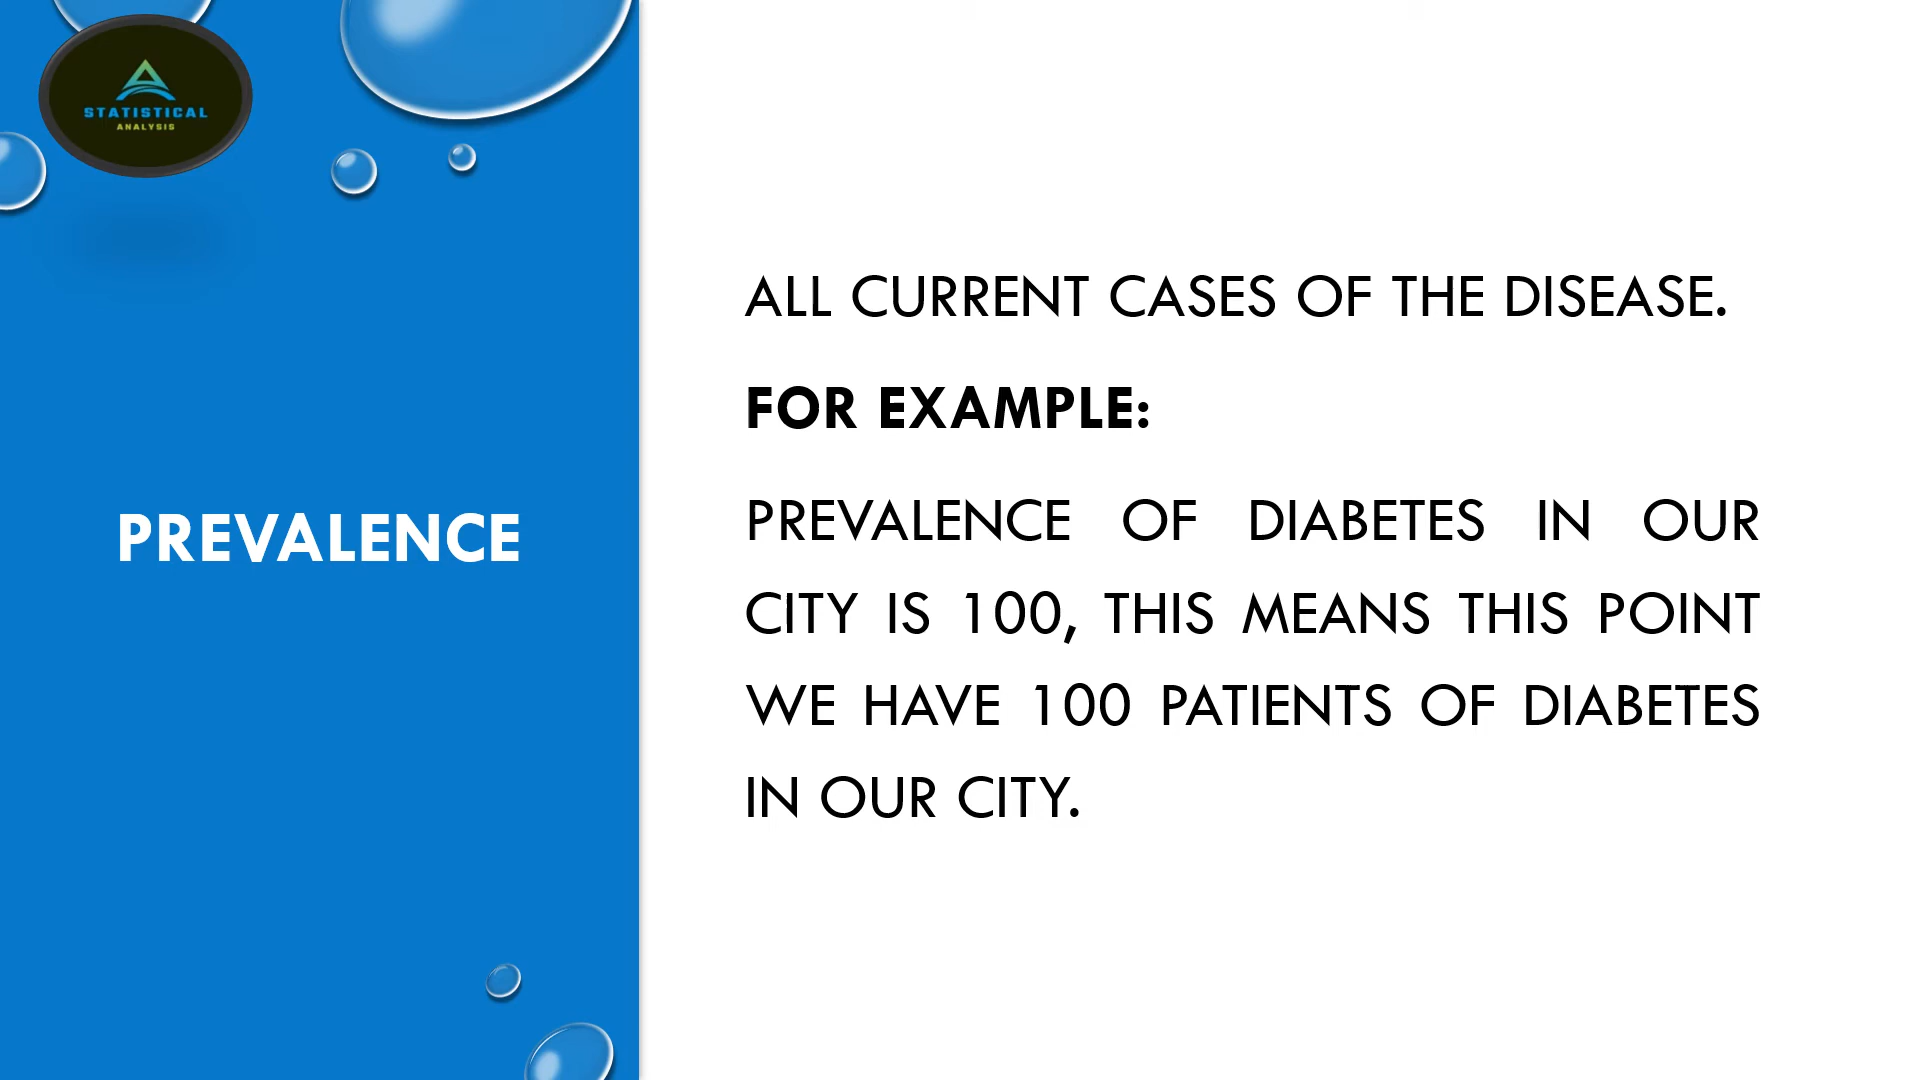 STATISTICAL
ANALYSIS
PREVALENCE
ALL CURRENT CASES OF THE DISEASE.
FOR EXAMPLE:
PREVALENCE OF DIABETES IN OUR
CITY IS 100, THIS MEANS THIS POINT
WE HAVE 100 PATIENTS OF DIABETES
IN OUR CITY.